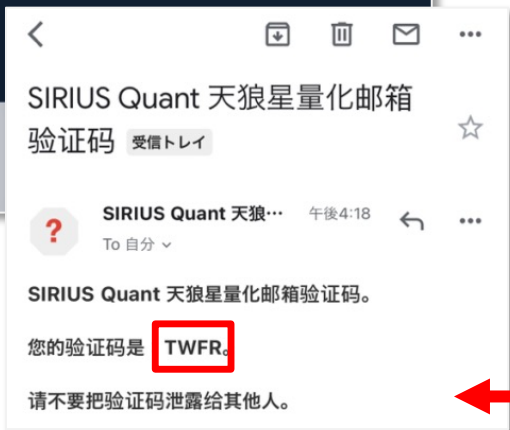 SIRIUS Quant 天狼星量化邮箱
验证码 受信トレイ
SIRIUS Quant 天狼… 午後4:18
To 自分
SIRIUS Quant 天狼星量化邮箱验证码。
您的验证码是 TWFR。
请不要把验证码泄露给其他人。